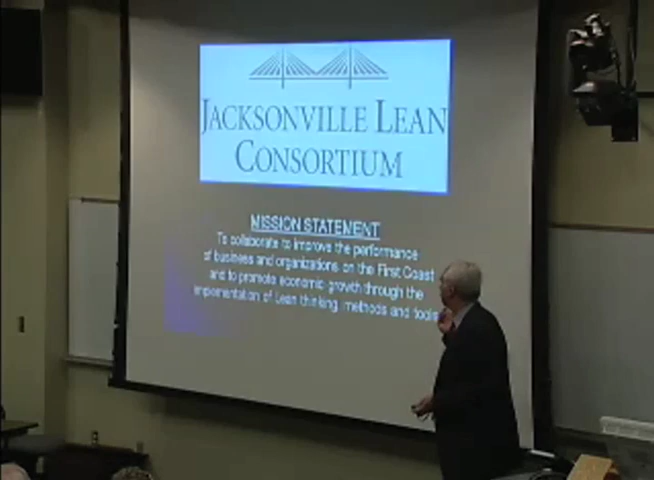 JACKSONVILLE LEAN
CONSORTIUM
MISSION STATEMENT
To collaborate to improve the performance
of business and organizations on the First Coast
and to promote economic growth through the
implementation of Lean thinking, methods and tools